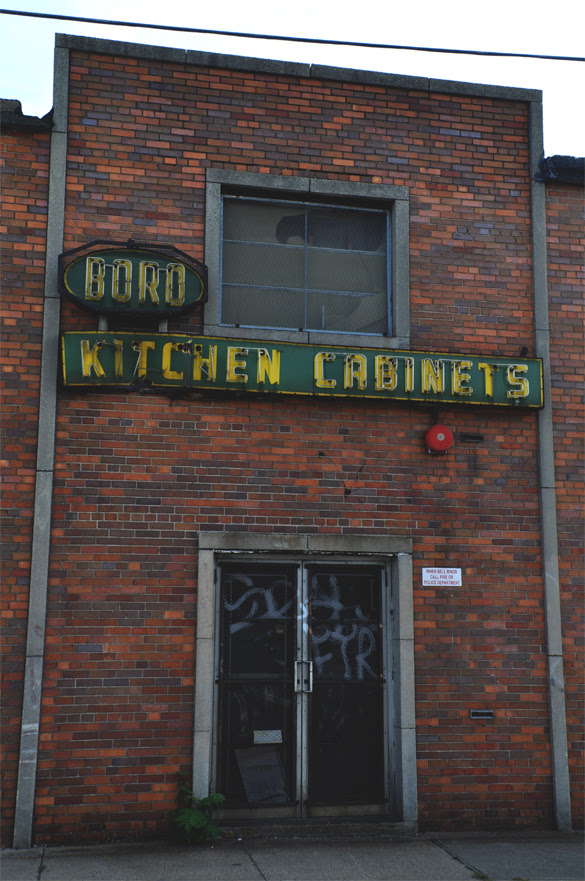 BORO
KITCHEN CABINETS
WHEN BELL RINGS
CALL FIRE OR
POLICE DEPARTMENT